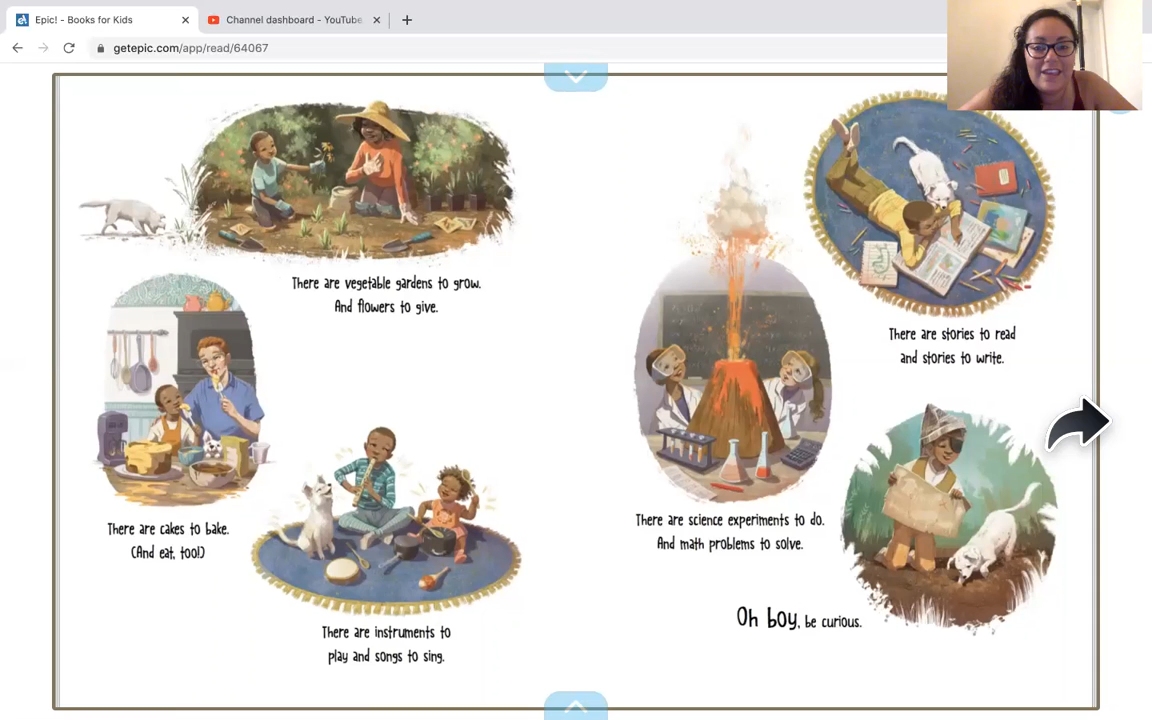 Epic! - Books for Kids
Channel dashboard - YouTube
getepic.com/app/read/64067
There are vegetable gardens to grow.
And flowers to give.
There are cakes to bake.
(And eat, too!)
There are instruments to
play and songs to sing.
There are stories to read
and stories to write.
There are science experiments to do.
And math problems to solve.
Oh boy, be curious.